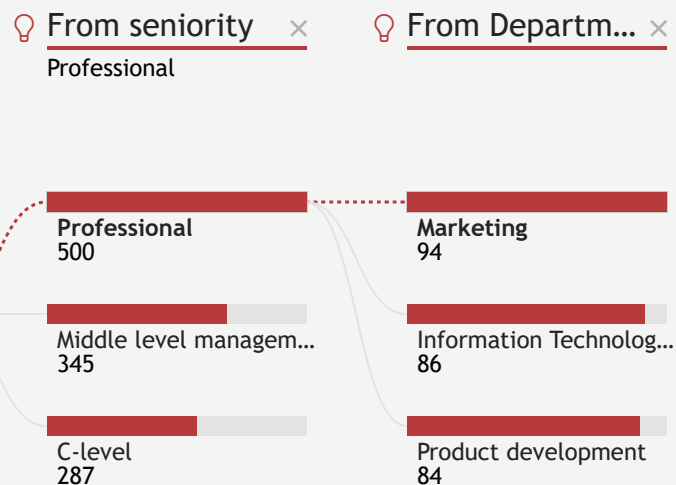 From seniority
Professional
Professional
500
Middle level managem…
345
C-level
287
From Departm…
Marketing
94
Information Technolog…
86
Product development
84